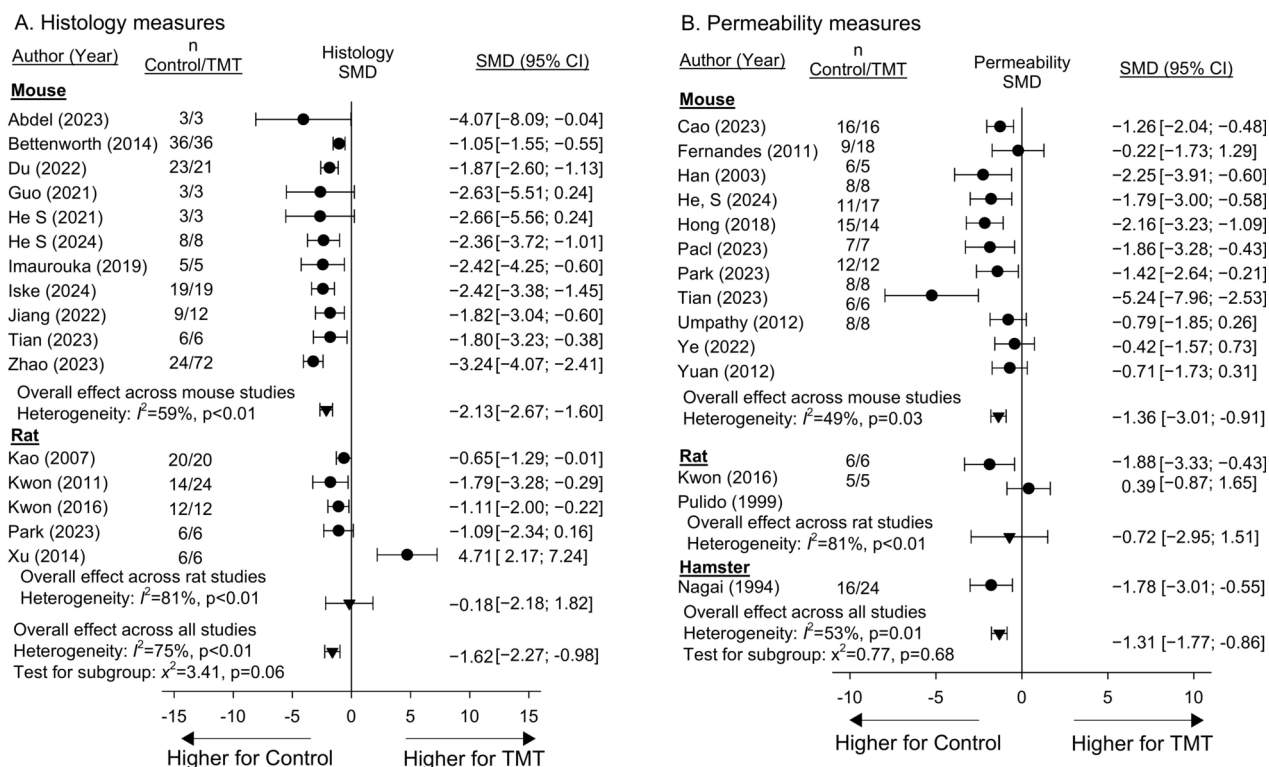 A. Histology measures
Author (Year) n Control/TMT Histology SMD SMD (95% CI)
Mouse
Abdel (2023) 3/3 −4.07 [−8.09; −0.04]
Bettenworth (2014) 36/36 −1.05 [−1.55; −0.55]
Du (2022) 23/21 −1.87 [−2.60; −1.13]
Guo (2021) 3/3 −2.63 [−5.51; 0.24]
He S (2021) 3/3 −2.66 [−5.56; 0.24]
He S (2024) 8/8 −2.36 [−3.72; −1.01]
Imaurouka (2019) 5/5 −2.42 [−4.25; −0.60]
Iske (2024) 19/19 −2.42 [−3.38; −1.45]
Jiang (2022) 9/12 −1.82 [−3.04; −0.60]
Tian (2023) 6/6 −1.80 [−3.23; −0.38]
Zhao (2023) 24/72 −3.24 [−4.07; −2.41]
Overall effect across mouse studies
Heterogeneity: I²=59%, p<0.01 −2.13 [−2.67; −1.60]
Rat
Kao (2007) 20/20 −0.65 [−1.29; −0.01]
Kwon (2011) 14/24 −1.79 [−3.28; −0.29]
Kwon (2016) 12/12 −1.11 [−2.00; −0.22]
Park (2023) 6/6 −1.09 [−2.34; 0.16]
Xu (2014) 6/6 4.71 [ 2.17; 7.24]
Overall effect across rat studies
Heterogeneity: I²=81%, p<0.01 −0.18 [−2.18; 1.82]
Overall effect across all studies
Heterogeneity: I²=75%, p<0.01 −1.62 [−2.27; −0.98]
Test for subgroup: x²=3.41, p=0.06
-15 -10 -5 0 5 10 15
Higher for Control Higher for TMT
B. Permeability measures
Author (Year) n Control/TMT Permeability SMD SMD (95% CI)
Mouse
Cao (2023) 16/16 −1.26 [−2.04; −0.48]
Fernandes (2011) 9/18 −0.22 [−1.73; 1.29]
Han (2003) 6/5 −2.25 [−3.91; −0.60]
He, S (2024) 8/8 −1.79 [−3.00; −0.58]
Hong (2018) 11/17 −2.16 [−3.23; −1.09]
Pacl (2023) 15/14 −1.86 [−3.28; −0.43]
Park (2023) 7/7 −1.42 [−2.64; −0.21]
Tian (2023) 12/12 −5.24 [−7.96; −2.53]
Umpathy (2012) 8/8 −0.79 [−1.85; 0.26]
Ye (2022) 6/6 −0.42 [−1.57; 0.73]
Yuan (2012) 8/8 −0.71 [−1.73; 0.31]
Overall effect across mouse studies
Heterogeneity: I²=49%, p=0.03 −1.36 [−3.01; −0.91]
Rat
Kwon (2016) 6/6 −1.88 [−3.33; −0.43]
Pulido (1999) 5/5 0.39 [−0.87; 1.65]
Overall effect across rat studies
Heterogeneity: I²=81%, p<0.01 −0.72 [−2.95; 1.51]
Hamster
Nagai (1994) 16/24 −1.78 [−3.01; −0.55]
Overall effect across all studies
Heterogeneity: I²=53%, p=0.01 −1.31 [−1.77; −0.86]
Test for subgroup: x²=0.77, p=0.68
-10 -5 0 5 10
Higher for Control Higher for TMT